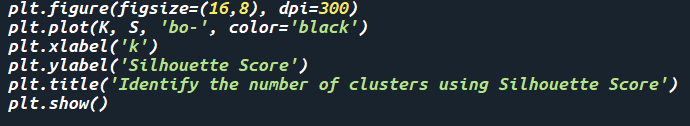 plt.figure(figsize=(16,8), dpi=300)
plt.plot(K, S, 'bo-', color='black')
plt.xlabel('k')
plt.ylabel('Silhouette Score')
plt.title('Identify the number of clusters using Silhouette Score')
plt.show()